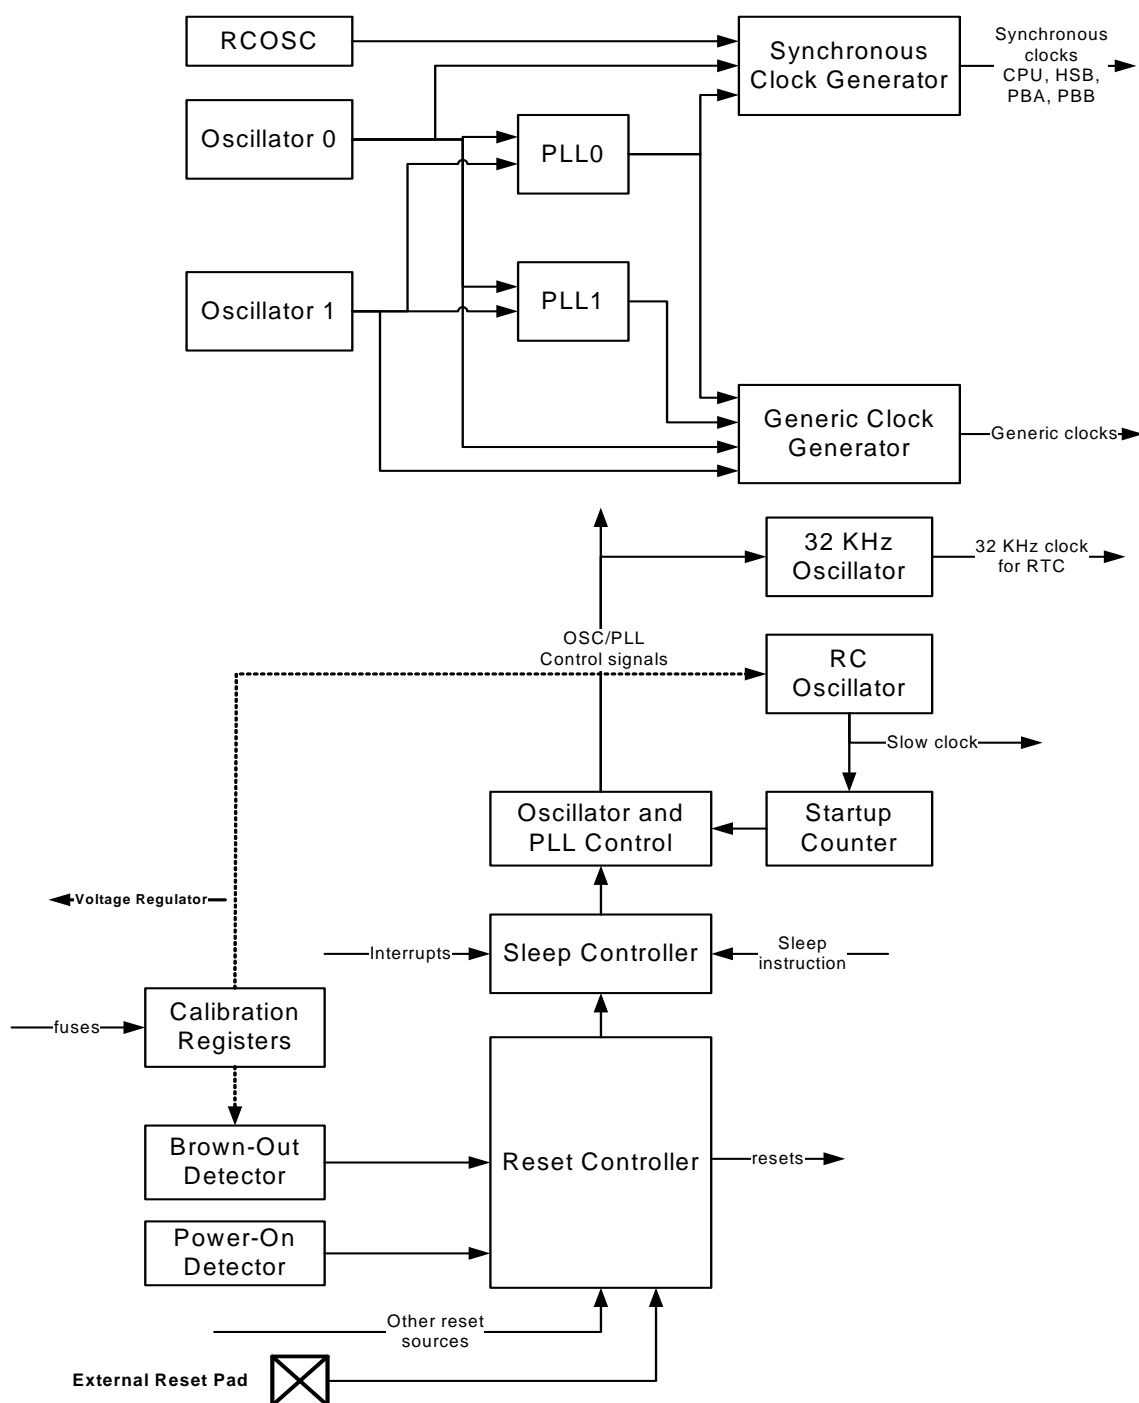 RCOSC
Synchronous
Clock Generator
Synchronous
clocks
CPU, HSB,
PBA, PBB
Oscillator 0
PLL0
Oscillator 1
PLL1
Generic Clock
Generator
Generic clocks
32 KHz
Oscillator
32 KHz clock
for RTC
OSC/PLL
Control signals
RC
Oscillator
Slow clock
Oscillator and
PLL Control
Startup
Counter
Voltage Regulator
Interrupts
Sleep Controller
Sleep
instruction
fuses
Calibration
Registers
Brown-Out
Detector
Reset Controller
resets
Power-On
Detector
Other reset
sources
External Reset Pad